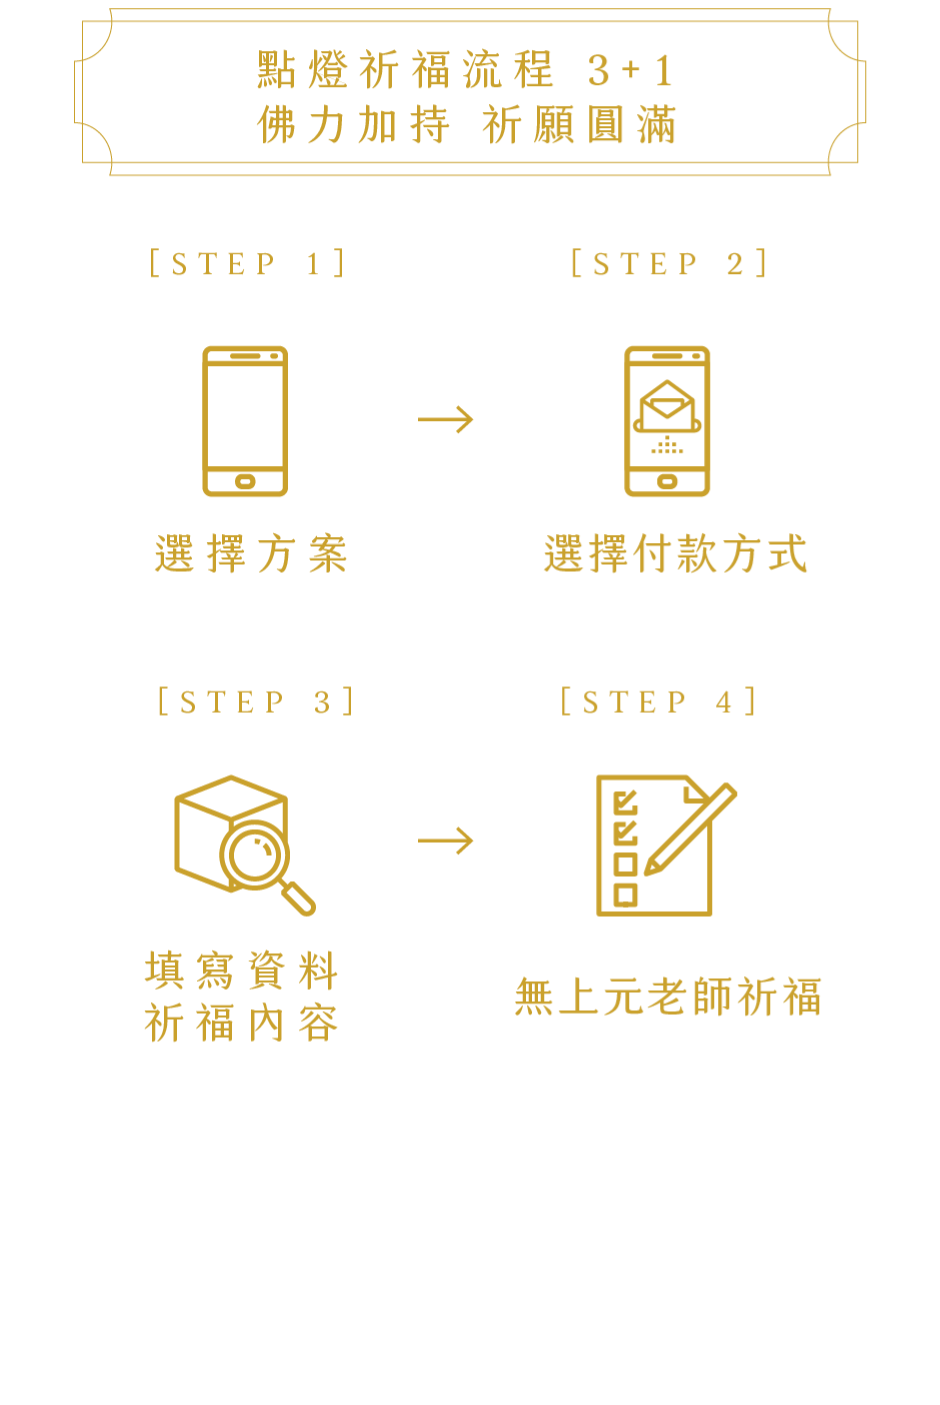 點燈祈福流程 3+1
佛力加持 祈願圓滿
[STEP 1]
[STEP 2]
選擇方案
選擇付款方式
[STEP 3]
[STEP 4]
填寫資料
祈福內容
無上元老師祈福